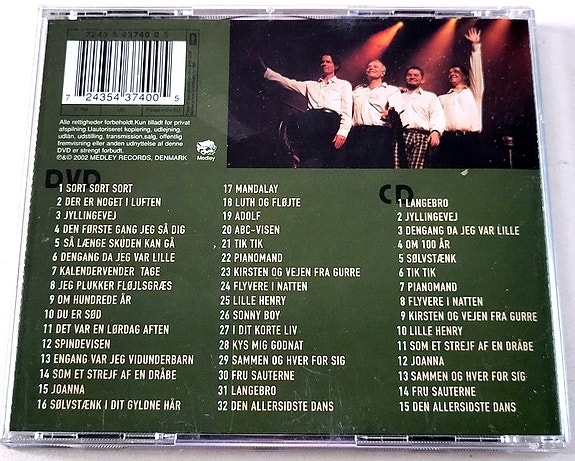 7243 5 43740 0 5
7 24354 37400 5
Alle rettigheder forbeholdt.Kun tilladt for privat
afspilning.Uautoriseret kopiering, udlejning,
udlån, udstilling, transmission,salg, offentlig
fremvisning eller anden udnyttelse af denne
DVD er strengt forbudt.
℗&© 2002 MEDLEY RECORDS, DENMARK
Medley
DVD
1 SORT SORT SORT
2 DER ER NOGET I LUFTEN
3 JYLLINGEVEJ
4 DEN FØRSTE GANG JEG SÅ DIG
5 SÅ LÆNGE SKUDEN KAN GÅ
6 DENGANG DA JEG VAR LILLE
7 KALENDERVENDER TAGE
8 JEG PLUKKER FLØJLSGRÆS
9 OM HUNDREDE ÅR
10 DU ER SØD
11 DET VAR EN LØRDAG AFTEN
12 SPINDEVISEN
13 ENGANG VAR JEG VIDUNDERBARN
14 SOM ET STREJF AF EN DRÅBE
15 JOANNA
16 SØLVSTÆNK I DIT GYLDNE HÅR
17 MANDALAY
18 LUTH OG FLØJTE
19 ADOLF
20 ABC-VISEN
21 TIK TIK
22 PIANOMAND
23 KIRSTEN OG VEJEN FRA GURRE
24 FLYVERE I NATTEN
25 LILLE HENRY
26 SONNY BOY
27 I DIT KORTE LIV
28 KYS MIG GODNAT
29 SAMMEN OG HVER FOR SIG
30 FRU SAUTERNE
31 LANGEBRO
32 DEN ALLERSIDSTE DANS
CD
1 LANGEBRO
2 JYLLINGEVEJ
3 DENGANG DA JEG VAR LILLE
4 OM 100 ÅR
5 SØLVSTÆNK
6 TIK TIK
7 PIANOMAND
8 FLYVERE I NATTEN
9 KIRSTEN OG VEJEN FRA GURRE
10 LILLE HENRY
11 SOM ET STREJF AF EN DRÅBE
12 JOANNA
13 SAMMEN OG HVER FOR SIG
14 FRU SAUTERNE
15 DEN ALLERSIDSTE DANS